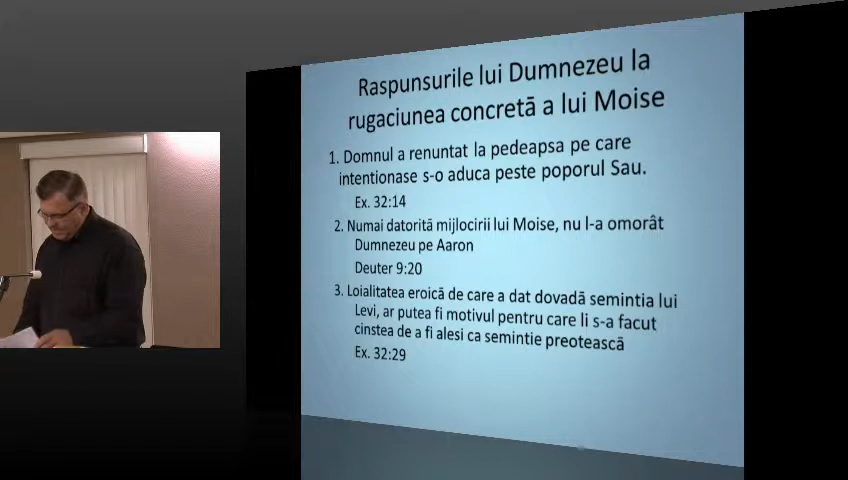 Raspunsurile lui Dumnezeu la
rugaciunea concretă a lui Moise
1. Domnul a renuntat la pedeapsa pe care
intentionase s-o aduca peste poporul Sau.
Ex. 32:14
2. Numai datorită mijlocirii lui Moise, nu l-a omorât
Dumnezeu pe Aaron
Deuter 9:20
3. Loialitatea eroică de care a dat dovadă semintia lui
Levi, ar putea fi motivul pentru care li s-a facut
cinstea de a fi alesi ca semintie preotească
Ex. 32:29